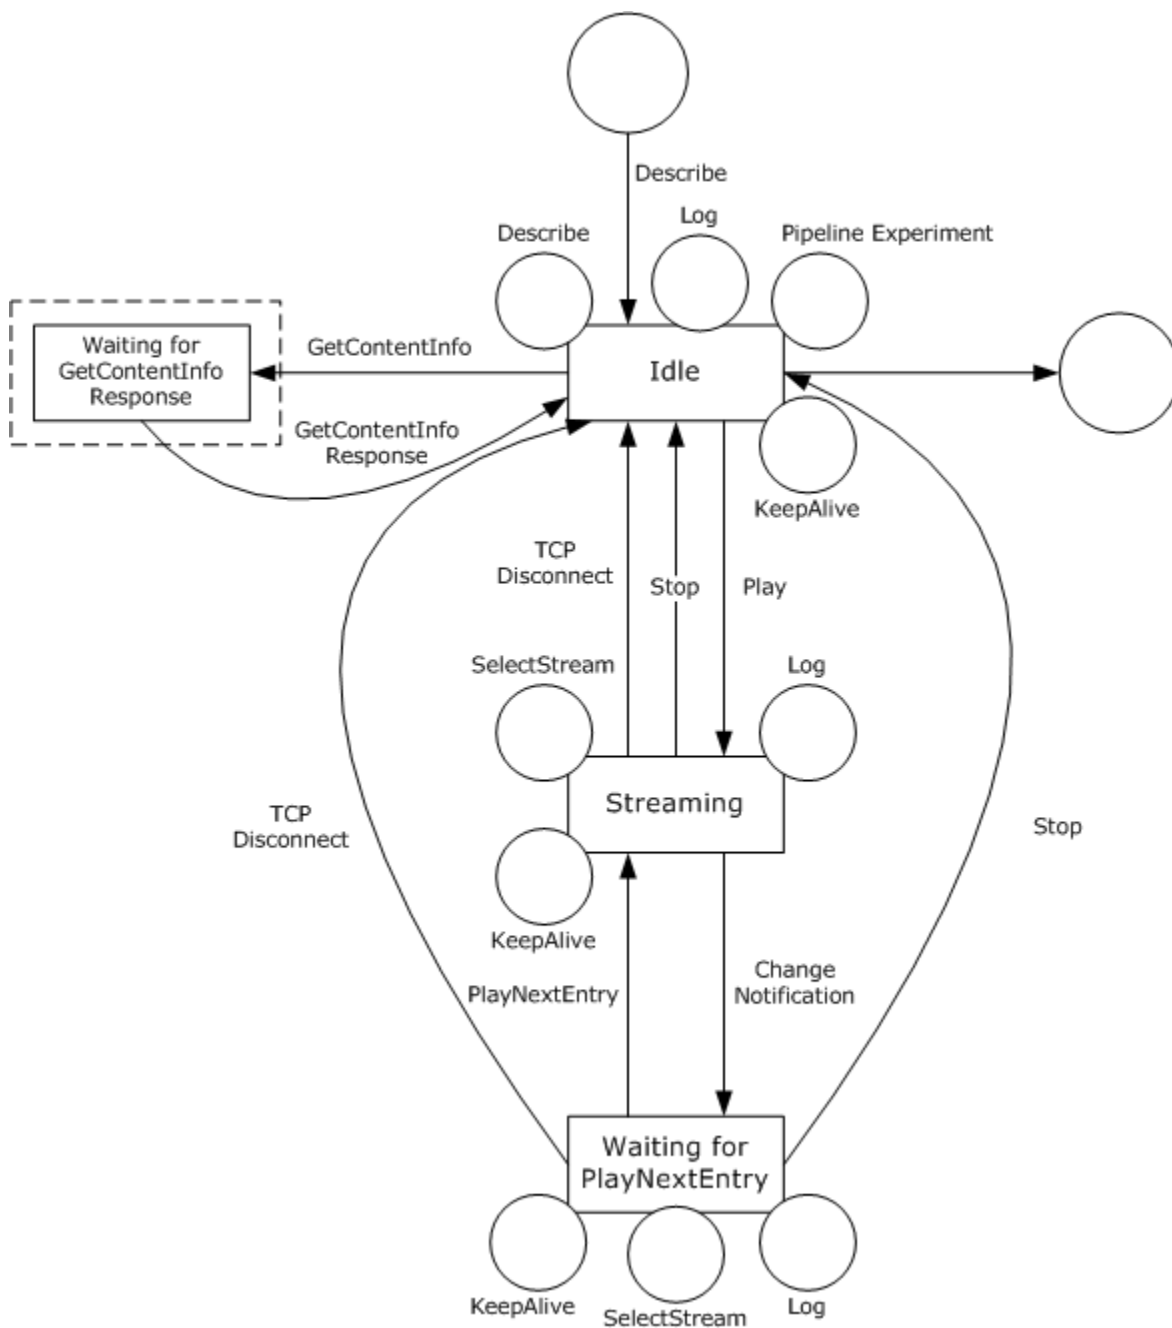 Describe
Log
Describe
Pipeline Experiment
Waiting for
GetContentInfo
Response
GetContentInfo
Idle
GetContentInfo
Response
KeepAlive
TCP
Disconnect
Stop
Play
SelectStream
Log
Streaming
TCP
Disconnect
Stop
KeepAlive
PlayNextEntry
Change
Notification
Waiting for
PlayNextEntry
KeepAlive
SelectStream
Log